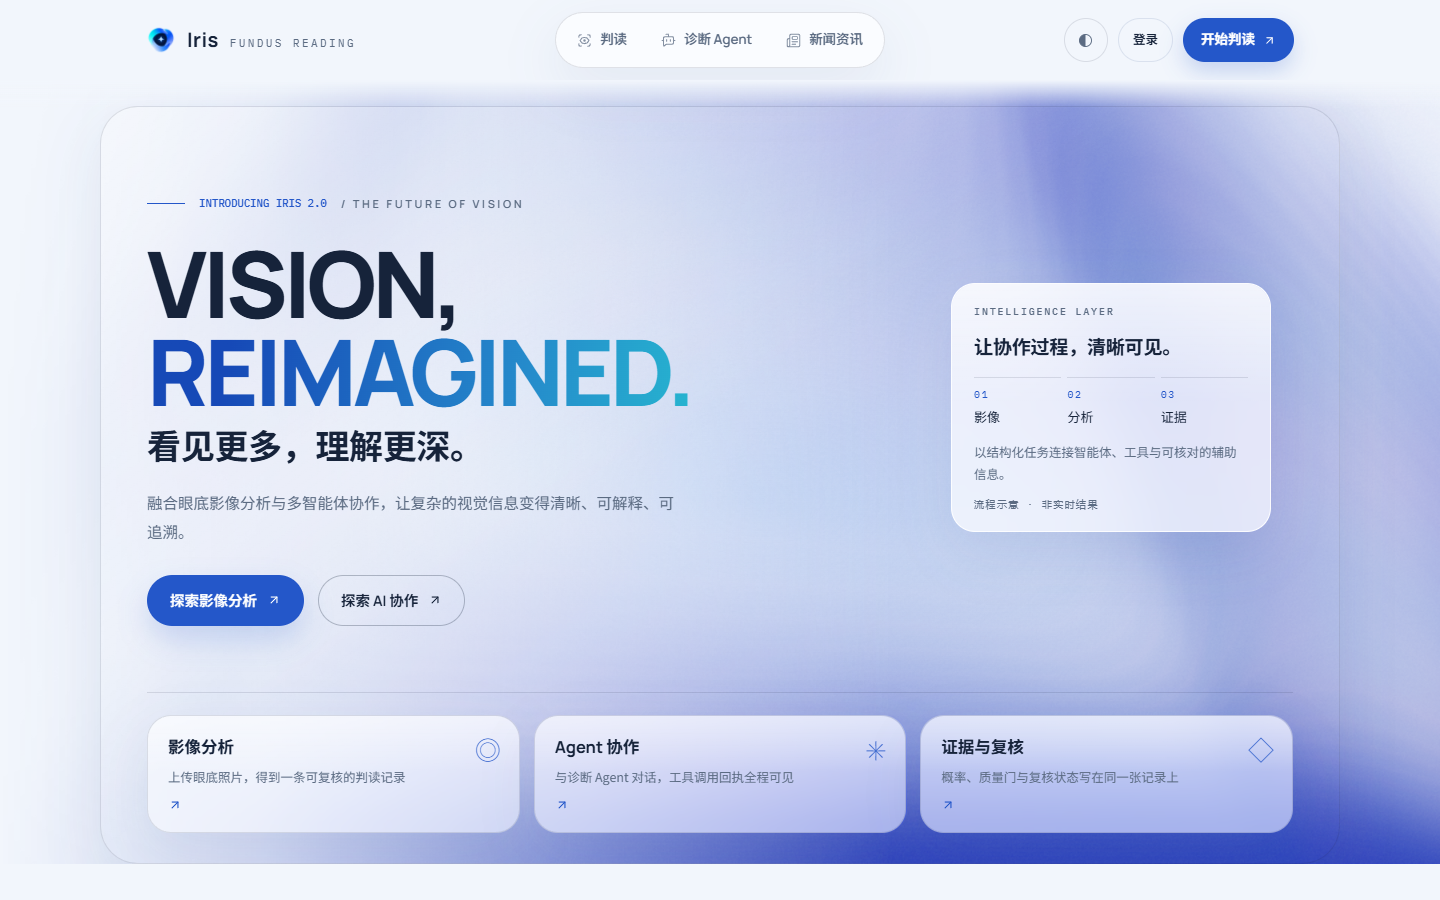 Iris FUNDUS READING
判读
诊断 Agent
新闻资讯
登录
开始判读
INTRODUCING IRIS 2.0 / THE FUTURE OF VISION
VISION,
REIMAGINED.
看见更多，理解更深。
融合眼底影像分析与多智能体协作，让复杂的视觉信息变得清晰、可解释、可
追溯。
探索影像分析
探索 AI 协作
INTELLIGENCE LAYER
让协作过程，清晰可见。
01 02 03
影像 分析 证据
以结构化任务连接智能体、工具与可核对的辅助
信息。
流程示意 · 非实时结果
影像分析
上传眼底照片，得到一条可复核的判读记录
Agent 协作
与诊断 Agent 对话，工具调用回执全程可见
证据与复核
概率、质量门与复核状态写在同一张记录上